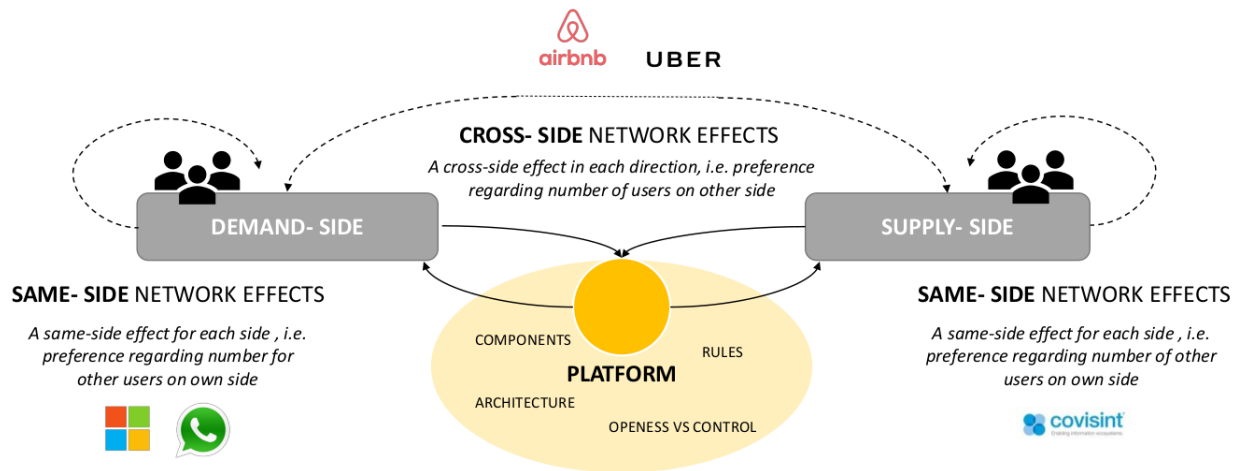 airbnb
UBER
CROSS- SIDE NETWORK EFFECTS
A cross-side effect in each direction, i.e. preference
regarding number of users on other side
DEMAND- SIDE
SUPPLY- SIDE
SAME- SIDE NETWORK EFFECTS
A same-side effect for each side , i.e.
preference regarding number for
other users on own side
COMPONENTS
RULES
PLATFORM
ARCHITECTURE
OPENESS VS CONTROL
SAME- SIDE NETWORK EFFECTS
A same-side effect for each side , i.e.
preference regarding number of other
users on own side
covisint
Enabling information ecosystems.